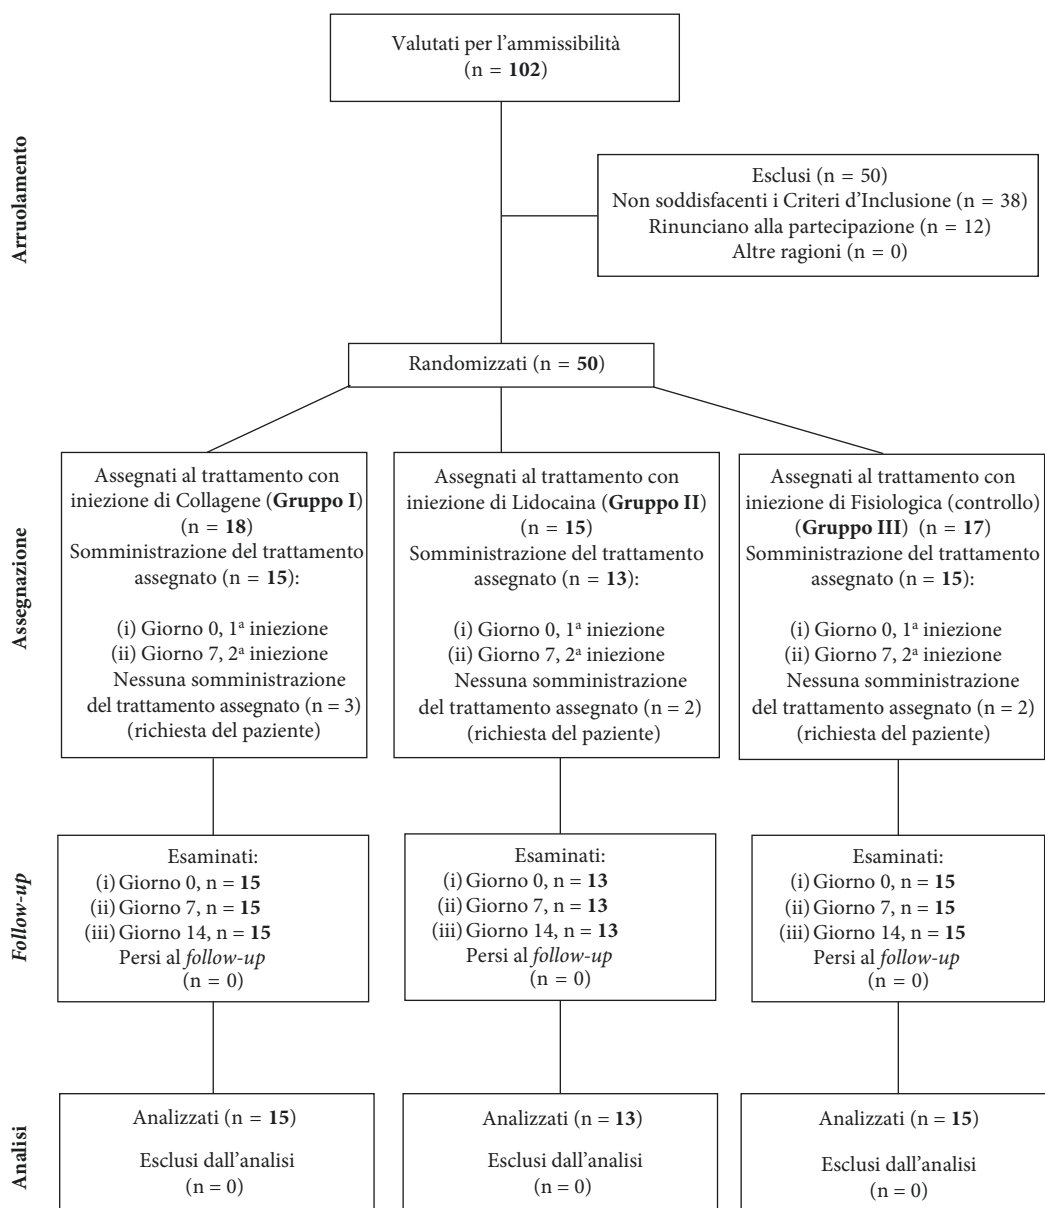 Valutati per l'ammissibilità
(n = 102)
Arruolamento
Esclusi (n = 50)
Non soddisfacenti i Criteri d'Inclusione (n = 38)
Rinunciano alla partecipazione (n = 12)
Altre ragioni (n = 0)
Randomizzati (n = 50)
Assegnazione
Assegnati al trattamento con
iniezione di Collagene (Gruppo I)
(n = 18)
Somministrazione del trattamento
assegnato (n = 15):
(i) Giorno 0, 1ª iniezione
(ii) Giorno 7, 2ª iniezione
Nessuna somministrazione
del trattamento assegnato (n = 3)
(richiesta del paziente)
Assegnati al trattamento con
iniezione di Lidocaina (Gruppo II)
(n = 15)
Somministrazione del trattamento
assegnato (n = 13):
(i) Giorno 0, 1ª iniezione
(ii) Giorno 7, 2ª iniezione
Nessuna somministrazione
del trattamento assegnato (n = 2)
(richiesta del paziente)
Assegnati al trattamento con
iniezione di Fisiologica (controllo)
(Gruppo III) (n = 17)
Somministrazione del trattamento
assegnato (n = 15):
(i) Giorno 0, 1ª iniezione
(ii) Giorno 7, 2ª iniezione
Nessuna somministrazione
del trattamento assegnato (n = 2)
(richiesta del paziente)
Follow-up
Esaminati:
(i) Giorno 0, n = 15
(ii) Giorno 7, n = 15
(iii) Giorno 14, n = 15
Persi al follow-up
(n = 0)
Esaminati:
(i) Giorno 0, n = 13
(ii) Giorno 7, n = 13
(iii) Giorno 14, n = 13
Persi al follow-up
(n = 0)
Esaminati:
(i) Giorno 0, n = 15
(ii) Giorno 7, n = 15
(iii) Giorno 14, n = 15
Persi al follow-up
(n = 0)
Analisi
Analizzati (n = 15)
Esclusi dall'analisi
(n = 0)
Analizzati (n = 13)
Esclusi dall'analisi
(n = 0)
Analizzati (n = 15)
Esclusi dall'analisi
(n = 0)